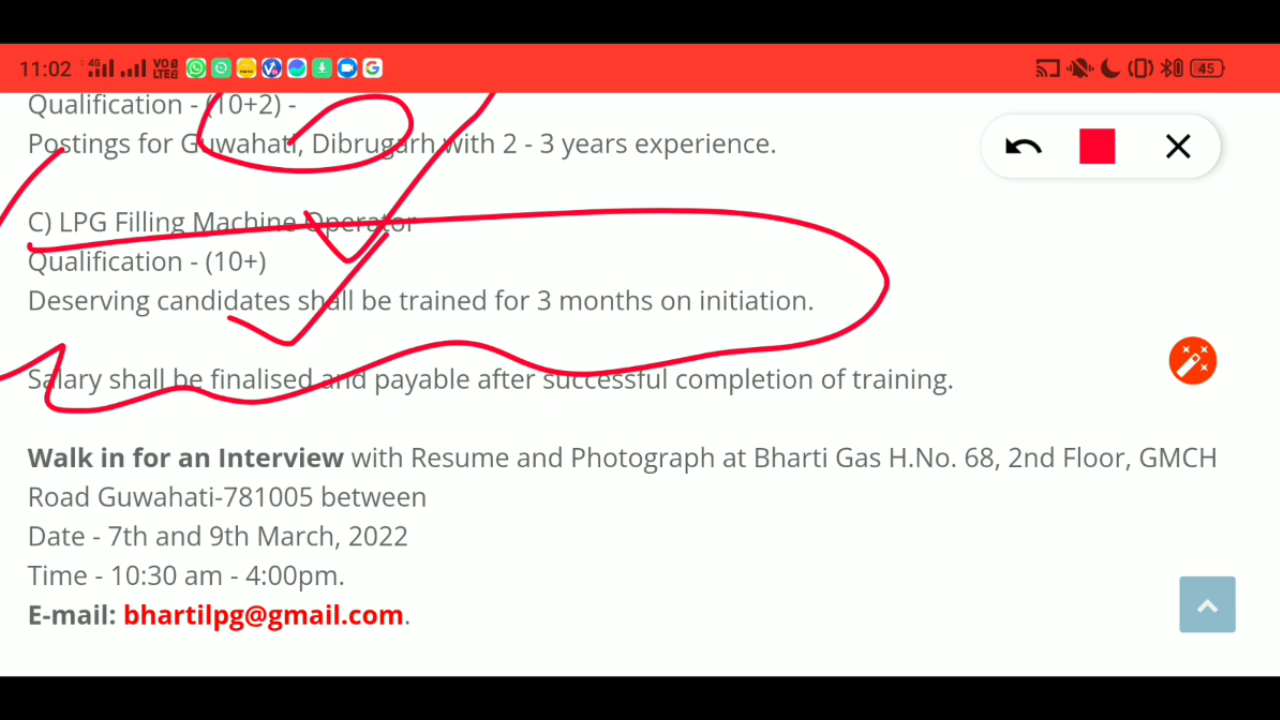 11:02 4G VO LTE 45
Qualification - (10+2) -
Postings for Guwahati, Dibrugarh with 2 - 3 years experience.
C) LPG Filling Machine Operator
Qualification - (10+)
Deserving candidates shall be trained for 3 months on initiation.
Salary shall be finalised and payable after successful completion of training.
Walk in for an Interview with Resume and Photograph at Bharti Gas H.No. 68, 2nd Floor, GMCH
Road Guwahati-781005 between
Date - 7th and 9th March, 2022
Time - 10:30 am - 4:00pm.
E-mail: bhartilpg@gmail.com.